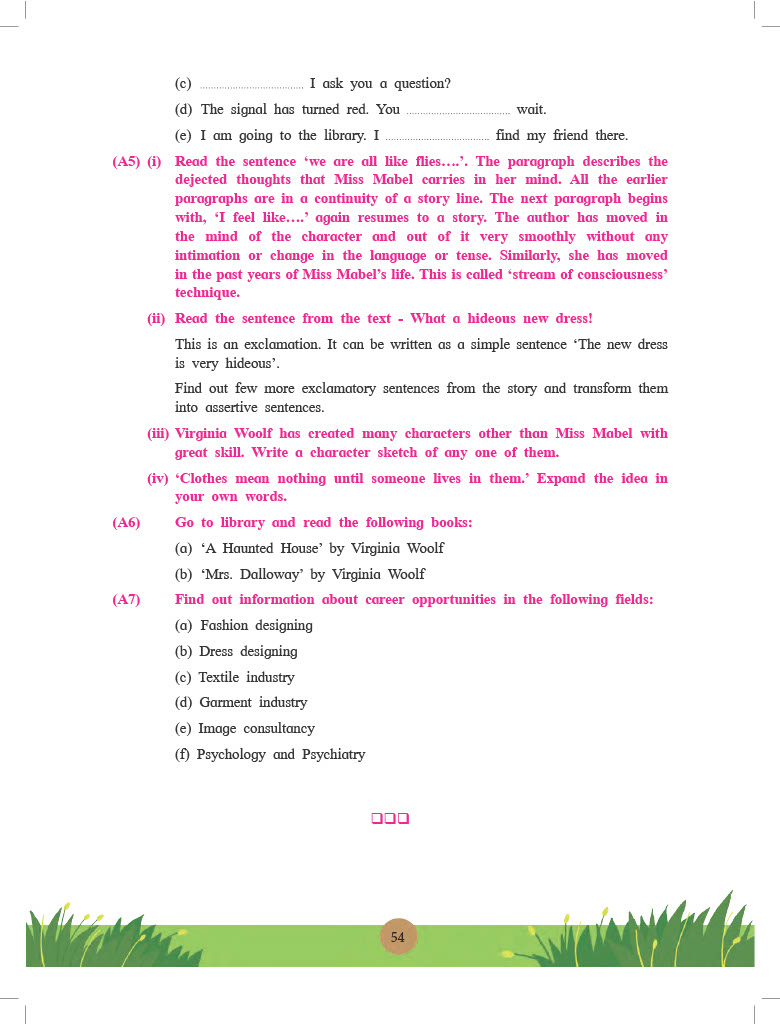 (c) ...................................... I ask you a question?
(d) The signal has turned red. You ...................................... wait.
(e) I am going to the library. I ...................................... find my friend there.
(A5) (i) Read the sentence ‘we are all like flies....’. The paragraph describes the
dejected thoughts that Miss Mabel carries in her mind. All the earlier
paragraphs are in a continuity of a story line. The next paragraph begins
with, ‘I feel like....’ again resumes to a story. The author has moved in
the mind of the character and out of it very smoothly without any
intimation or change in the language or tense. Similarly, she has moved
in the past years of Miss Mabel’s life. This is called ‘stream of consciousness’
technique.
(ii) Read the sentence from the text - What a hideous new dress!
This is an exclamation. It can be written as a simple sentence ‘The new dress
is very hideous’.
Find out few more exclamatory sentences from the story and transform them
into assertive sentences.
(iii) Virginia Woolf has created many characters other than Miss Mabel with
great skill. Write a character sketch of any one of them.
(iv) ‘Clothes mean nothing until someone lives in them.’ Expand the idea in
your own words.
(A6) Go to library and read the following books:
(a) ‘A Haunted House’ by Virginia Woolf
(b) ‘Mrs. Dalloway’ by Virginia Woolf
(A7) Find out information about career opportunities in the following fields:
(a) Fashion designing
(b) Dress designing
(c) Textile industry
(d) Garment industry
(e) Image consultancy
(f) Psychology and Psychiatry
❑❑❑
54